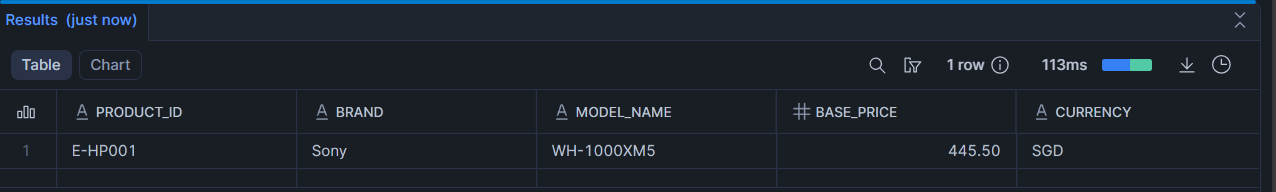 Results (just now)
Table Chart 1 row 113ms
A PRODUCT_ID A BRAND A MODEL_NAME # BASE_PRICE A CURRENCY
1 E-HP001 Sony WH-1000XM5 445.50 SGD